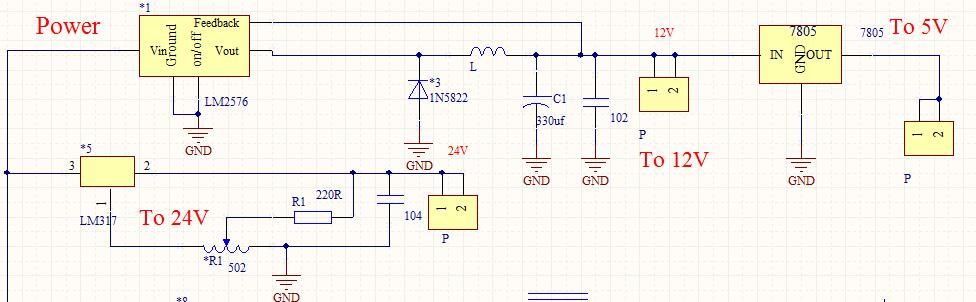 Power
*1
Feedback
Vin
Ground
on/off
Vout
LM2576
GND
*3
1N5822
GND
L
C1
330uf
GND
102
GND
12V
1 2
P
To 12V
7805
IN
GND
OUT
7805
To 5V
GND
1 2
P
*5
3
2
1
LM317
To 24V
R1
220R
*R1
502
GND
104
24V
1 2
P
*8